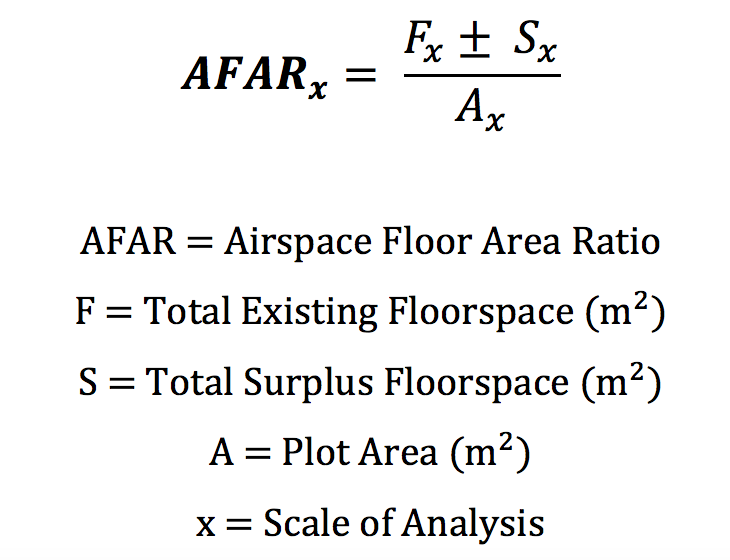 AFARₓ = (Fₓ ± Sₓ) / Aₓ
AFAR = Airspace Floor Area Ratio
F = Total Existing Floorspace (m²)
S = Total Surplus Floorspace (m²)
A = Plot Area (m²)
x = Scale of Analysis